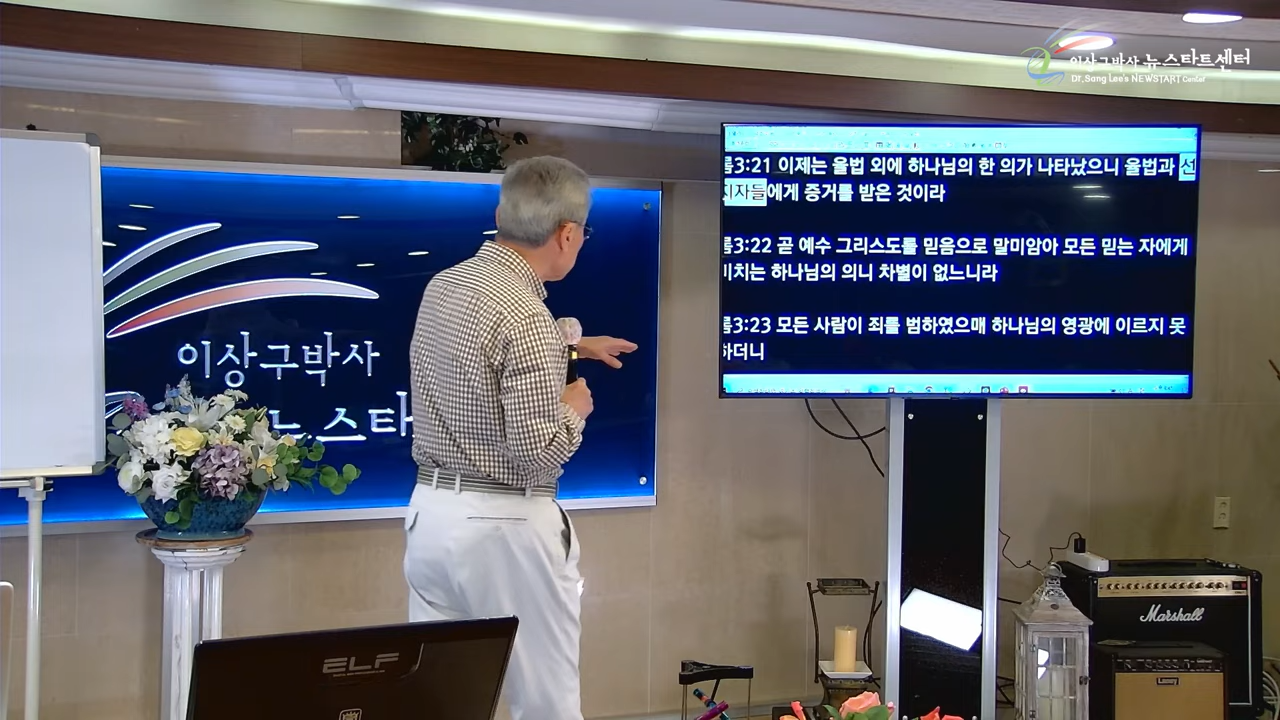 이상구박사 뉴스타트센터
Dr. Sang Lee's NEWSTART Center
롬3:21 이제는 율법 외에 하나님의 한 의가 나타났으니 율법과 선
지자들에게 증거를 받은 것이라
롬3:22 곧 예수 그리스도를 믿음으로 말미암아 모든 믿는 자에게
미치는 하나님의 의니 차별이 없느니라
롬3:23 모든 사람이 죄를 범하였으매 하나님의 영광에 이르지 못
하더니
이상구박사
뉴스타
ELF
Marshall
Laney